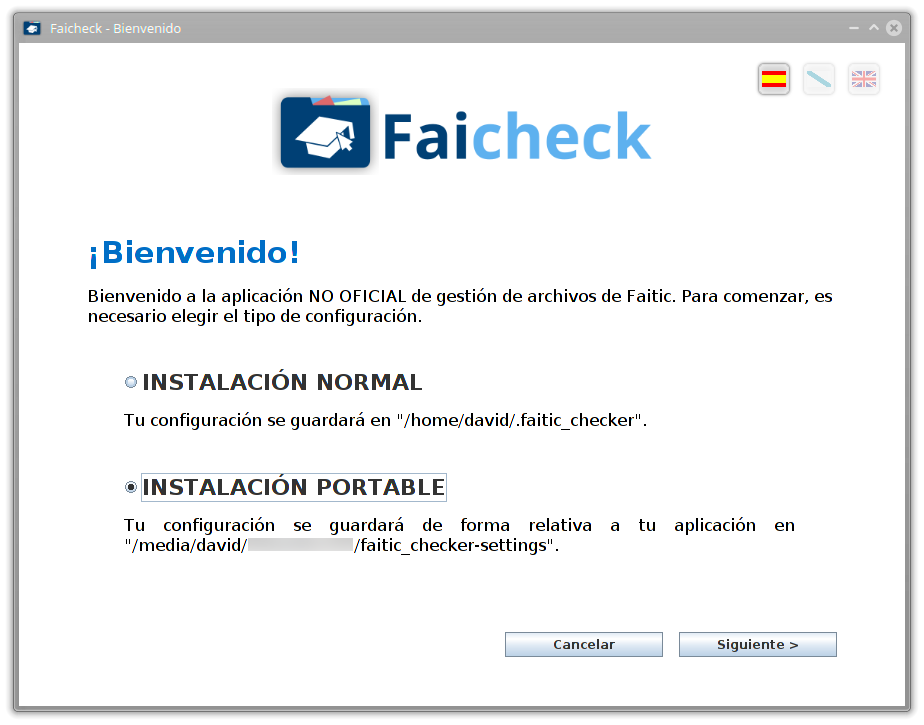 Faicheck - Bienvenido
Faicheck
¡Bienvenido!
Bienvenido a la aplicación NO OFICIAL de gestión de archivos de Faitic. Para comenzar, es
necesario elegir el tipo de configuración.
INSTALACIÓN NORMAL
Tu configuración se guardará en "/home/david/.faitic_checker".
INSTALACIÓN PORTABLE
Tu configuración se guardará de forma relativa a tu aplicación en
"/media/david/ /faitic_checker-settings".
Cancelar Siguiente >